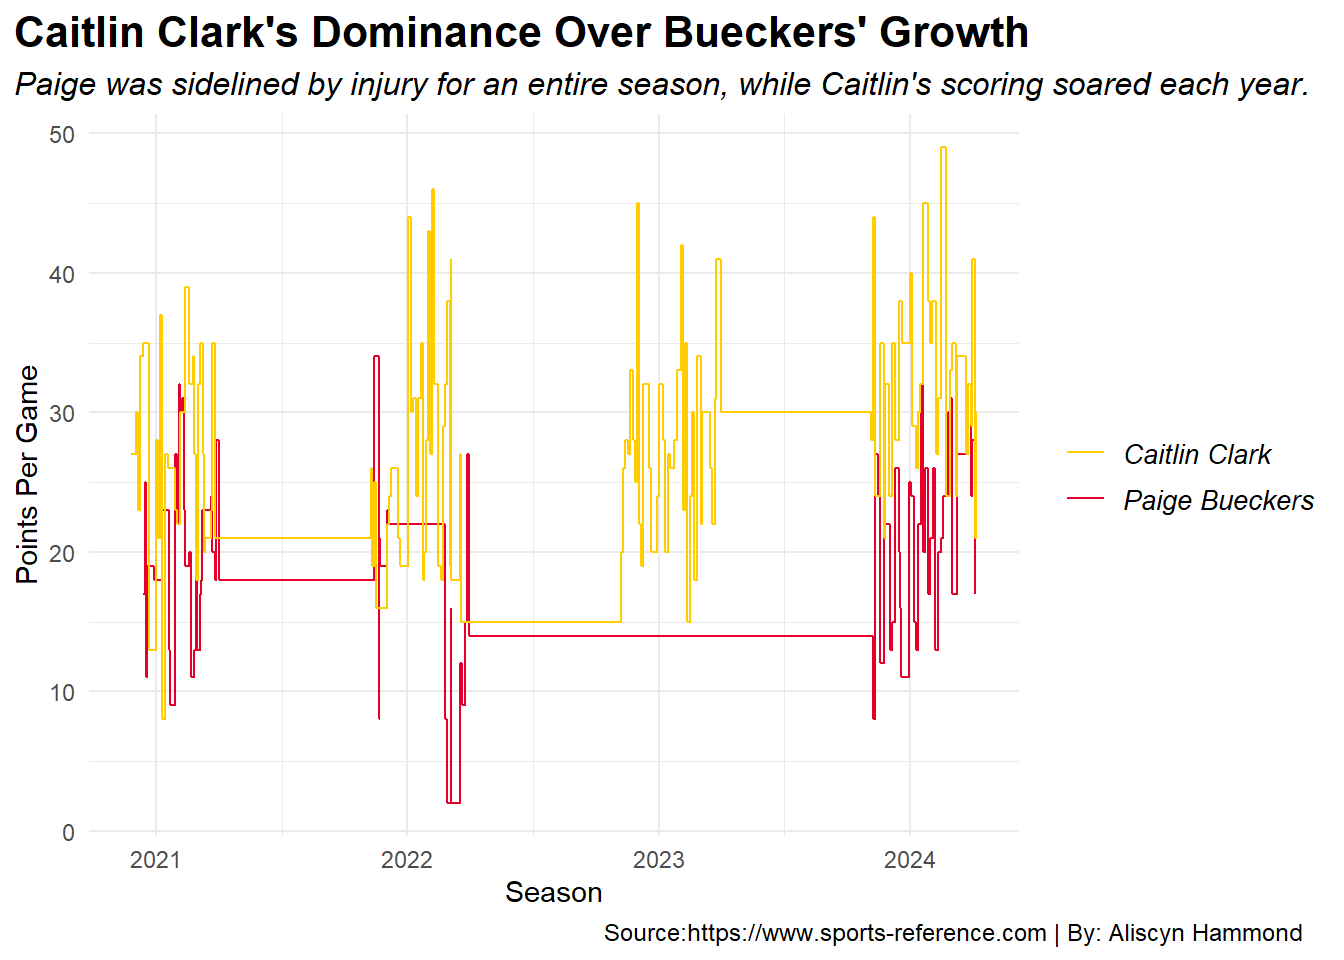 Caitlin Clark's Dominance Over Bueckers' Growth
Paige was sidelined by injury for an entire season, while Caitlin's scoring soared each year.
50
40
30
20
10
0
Points Per Game
2021 2022 2023 2024
Season
Caitlin Clark
Paige Bueckers
Source:https://www.sports-reference.com | By: Aliscyn Hammond